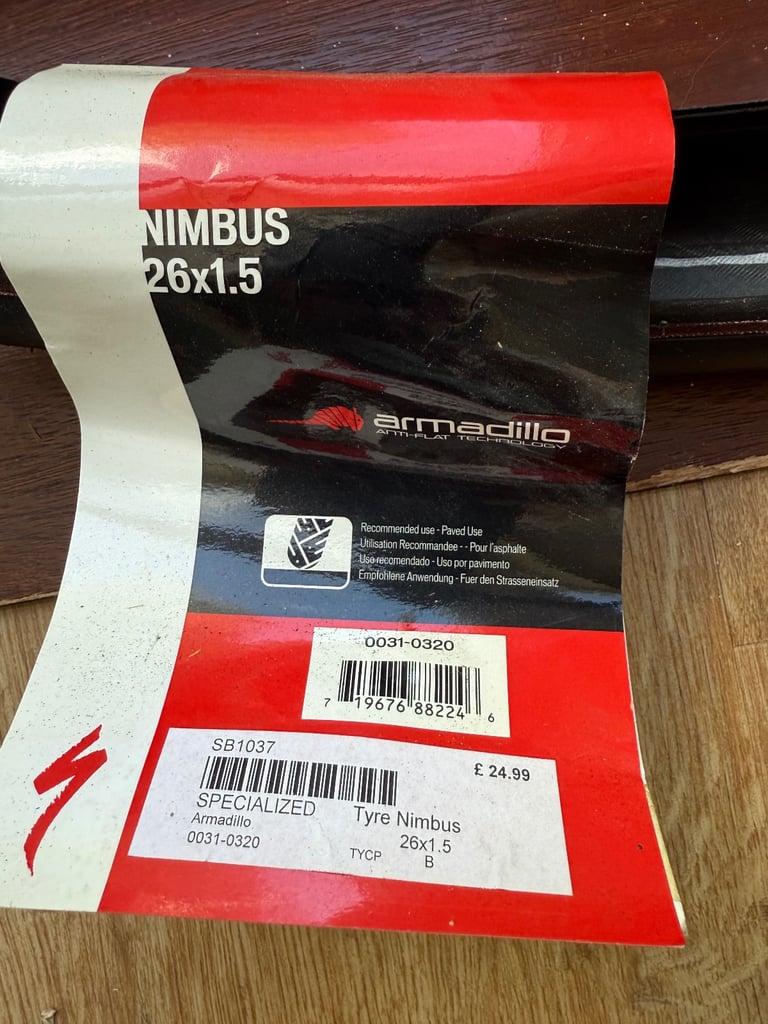 NIMBUS
26x1.5
armadillo
ANTI-FLAT TECHNOLOGY
Recommended use - Paved Use
Utilisation Recommandee - - Pour l'asphalte
Uso recomendado - Uso por pavimento
Empfohlene Anwendung - Fuer den Strasseneinsatz
0031-0320
7 19676 88224 6
SB1037
£ 24.99
SPECIALIZED Tyre Nimbus
Armadillo 26x1.5
0031-0320 TYCP B